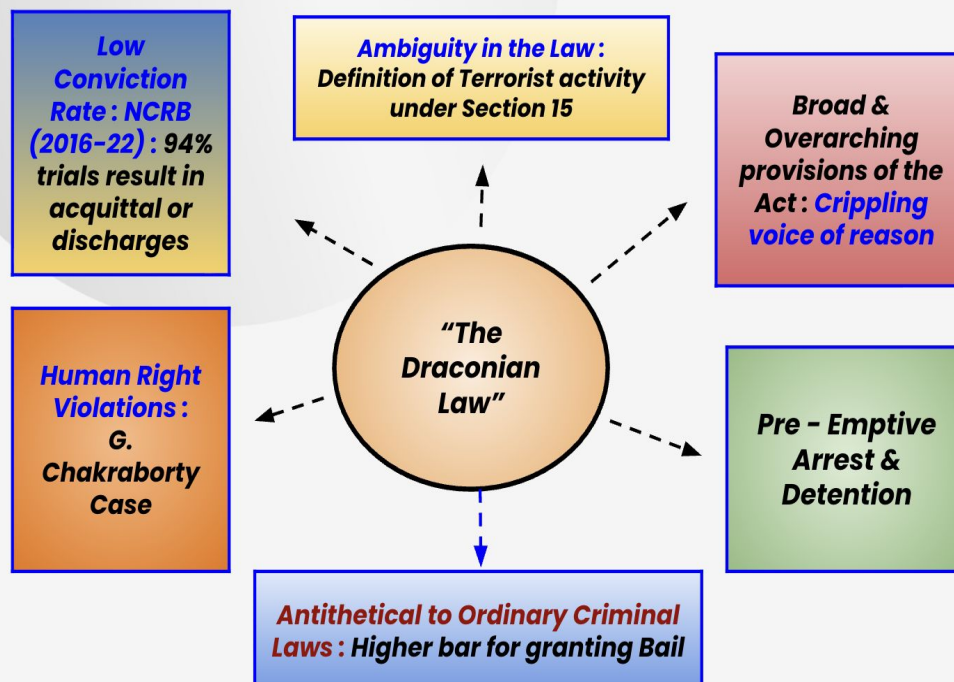 Low
Conviction
Rate : NCRB
(2016-22) : 94%
trials result in
acquittal or
discharges
Ambiguity in the Law :
Definition of Terrorist activity
under Section 15
Broad &
Overarching
provisions of the
Act : Crippling
voice of reason
“The
Draconian
Law”
Human Right
Violations :
G.
Chakraborty
Case
Pre - Emptive
Arrest &
Detention
Antithetical to Ordinary Criminal
Laws : Higher bar for granting Bail